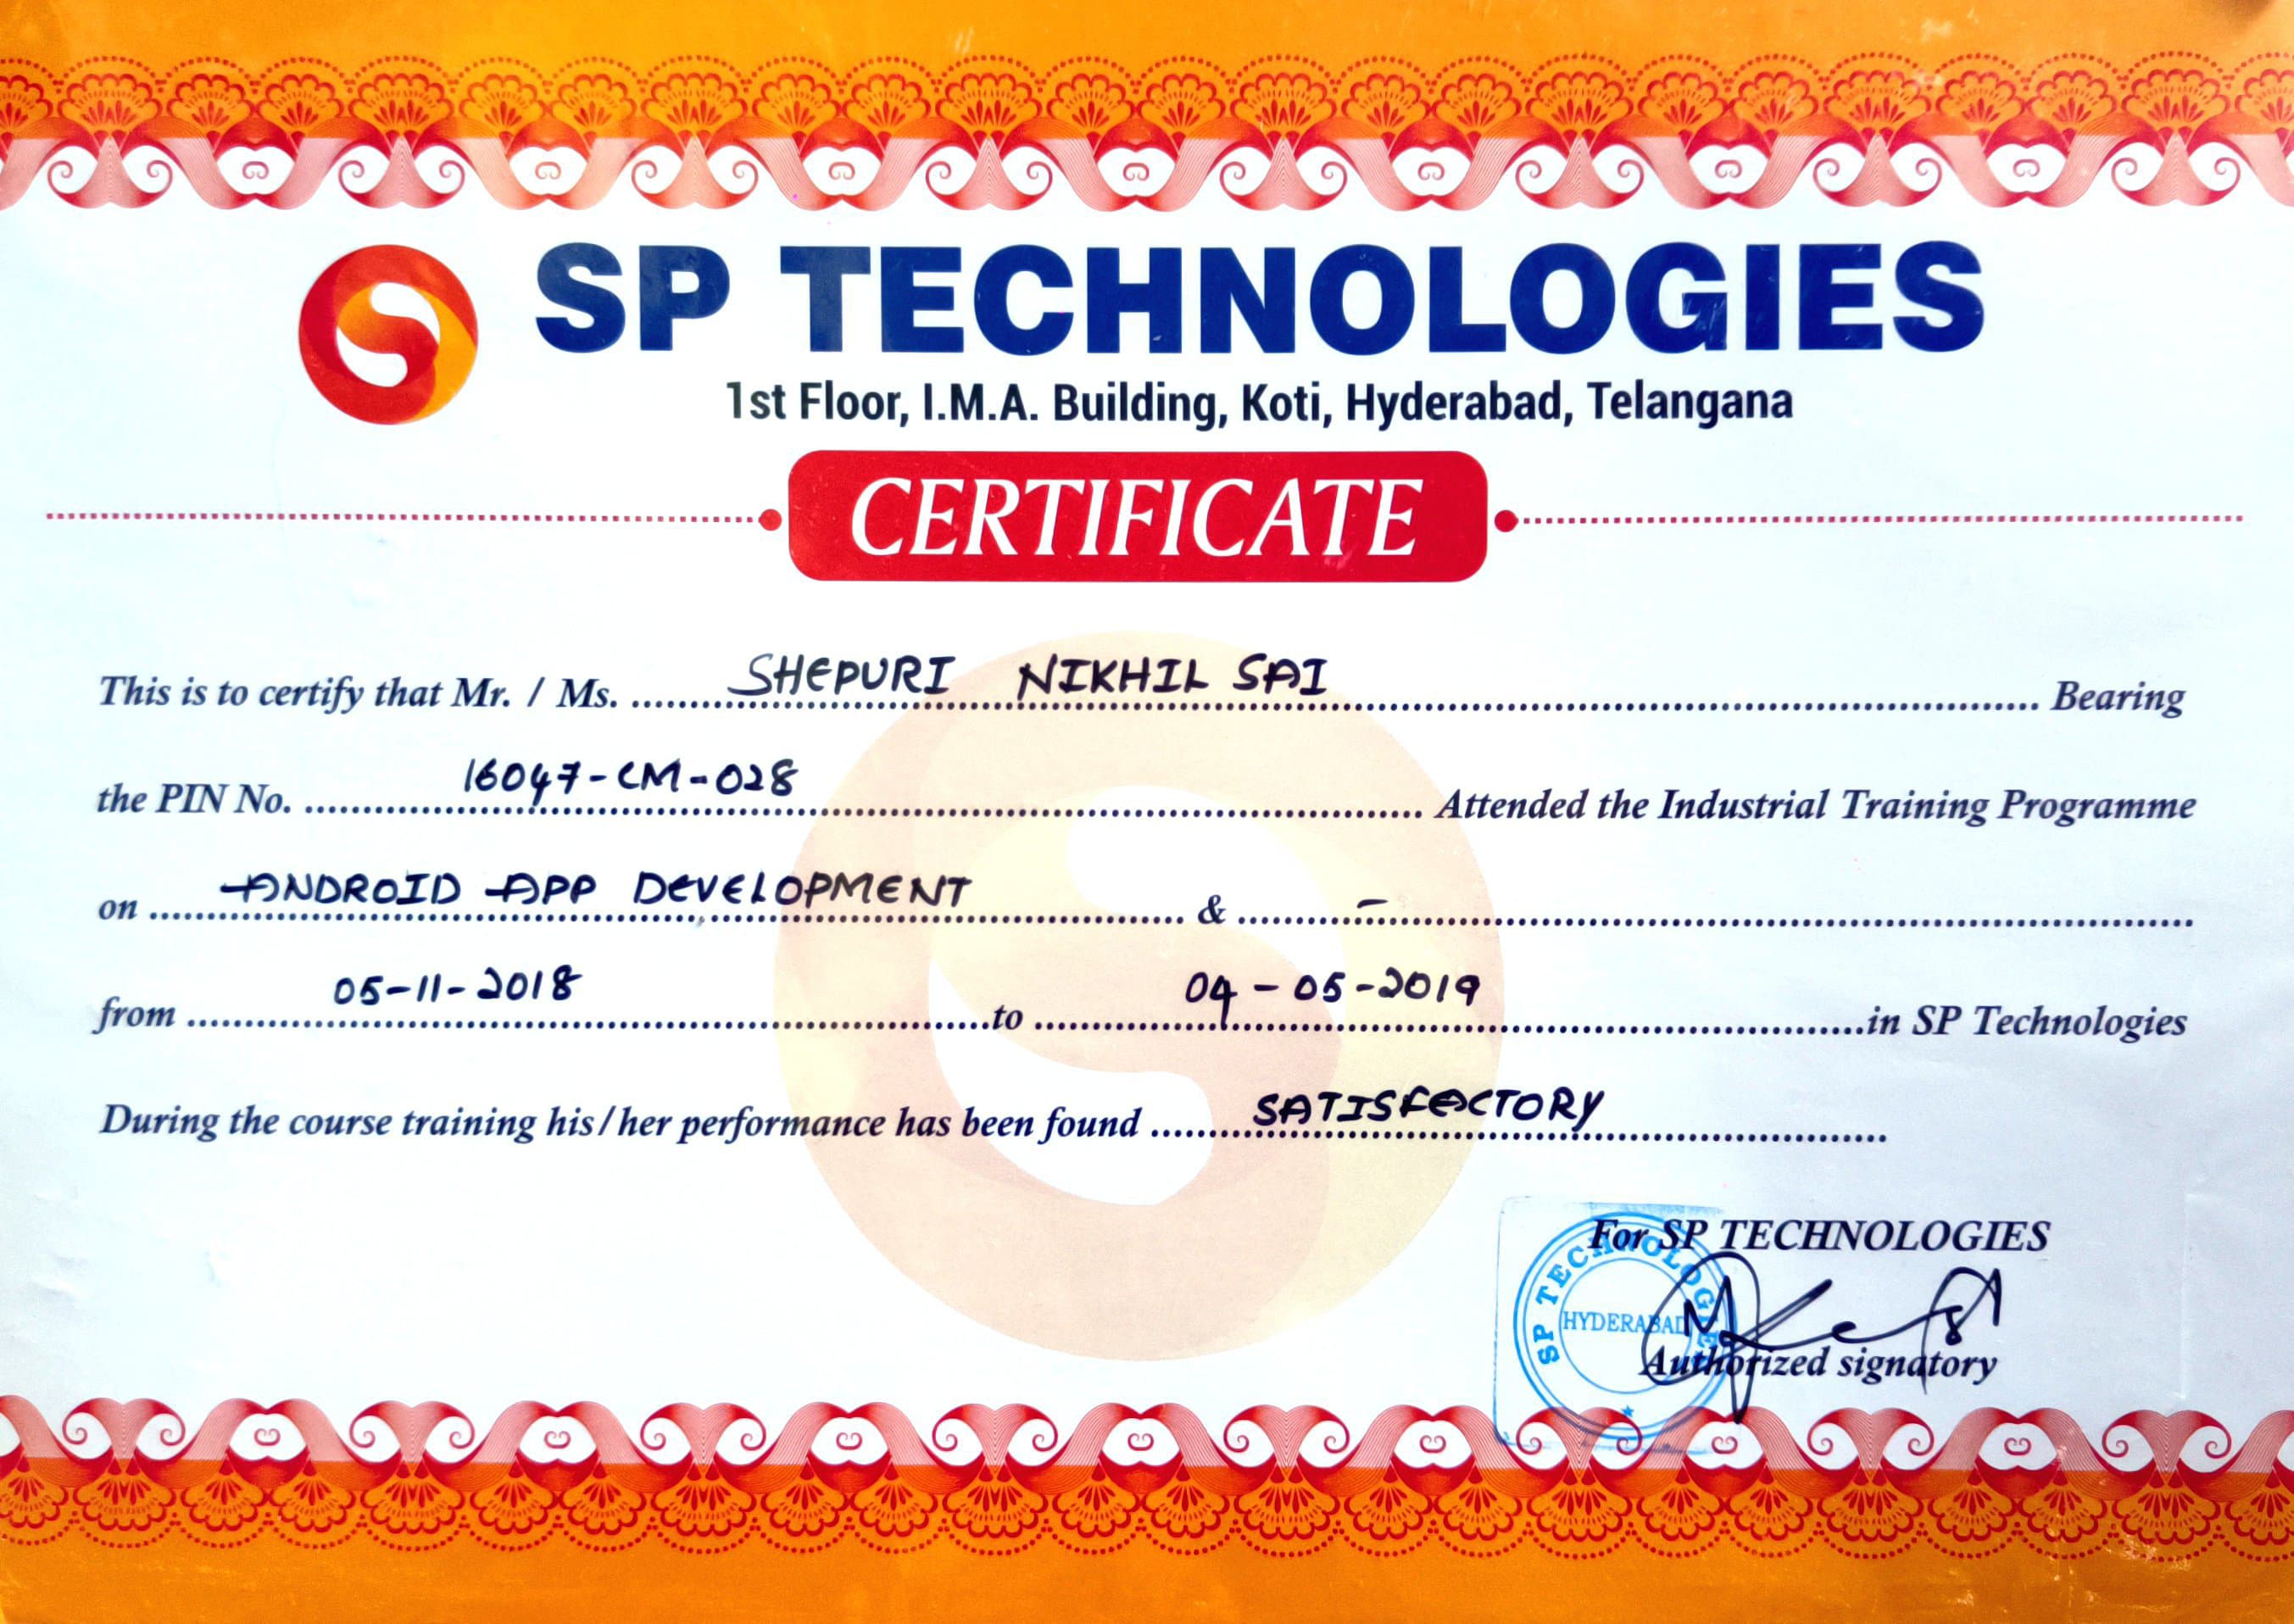 SP TECHNOLOGIES
1st Floor, I.M.A. Building, Koti, Hyderabad, Telangana
CERTIFICATE
This is to certify that Mr. / Ms. SHEPURI NIKHIL SAI Bearing
the PIN No. 16047-CM-028 Attended the Industrial Training Programme
on ANDROID APP DEVELOPMENT & -
from 05-11-2018 to 04-05-2019 in SP Technologies
During the course training his/her performance has been found SATISFACTORY
For SP TECHNOLOGIES
SP TECHNOLOGIES
HYDERABAD
Authorized signatory